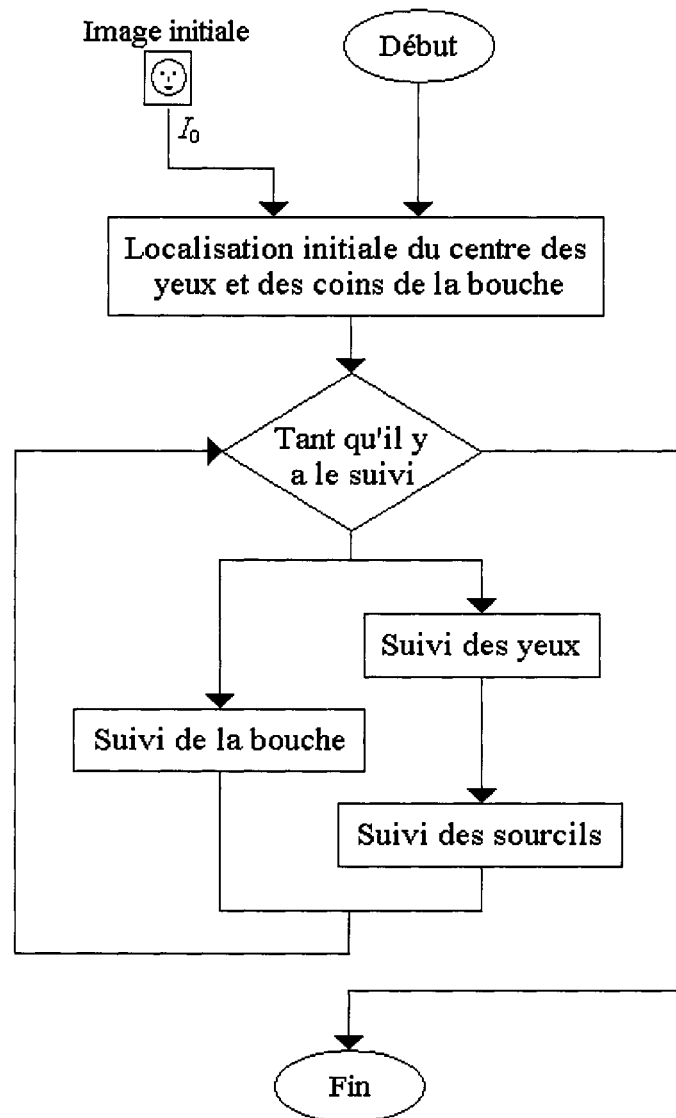 Image initiale
Début
I₀
Localisation initiale du centre des
yeux et des coins de la bouche
Tant qu'il y
a le suivi
Suivi des yeux
Suivi de la bouche
Suivi des sourcils
Fin